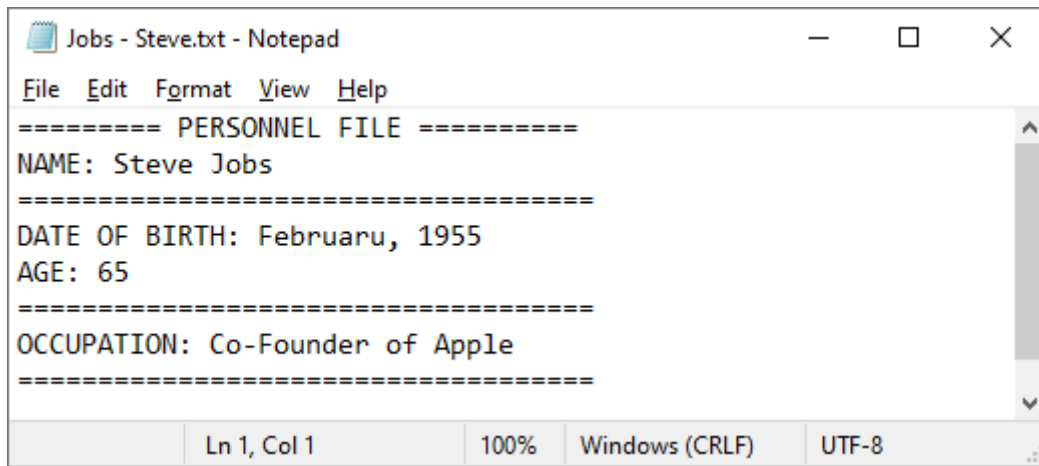 Jobs - Steve.txt - Notepad
File Edit Format View Help
========= PERSONNEL FILE ==========
NAME: Steve Jobs
====================================
DATE OF BIRTH: Februaru, 1955
AGE: 65
====================================
OCCUPATION: Co-Founder of Apple
====================================
Ln 1, Col 1 100% Windows (CRLF) UTF-8